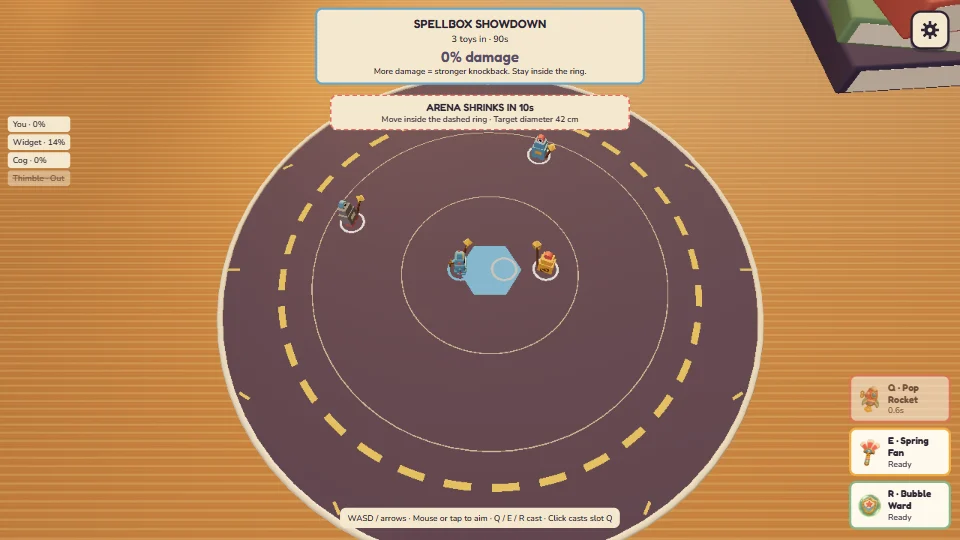 SPELLBOX SHOWDOWN
3 toys in · 90s
0% damage
More damage = stronger knockback. Stay inside the ring.
ARENA SHRINKS IN 10s
Move inside the dashed ring · Target diameter 42 cm
You · 0%
Widget · 14%
Cog · 0%
Thimble · Out
Q · Pop
Rocket
0.6s
E · Spring
Fan
Ready
R · Bubble
Ward
Ready
WASD / arrows · Mouse or tap to aim · Q / E / R cast · Click casts slot Q